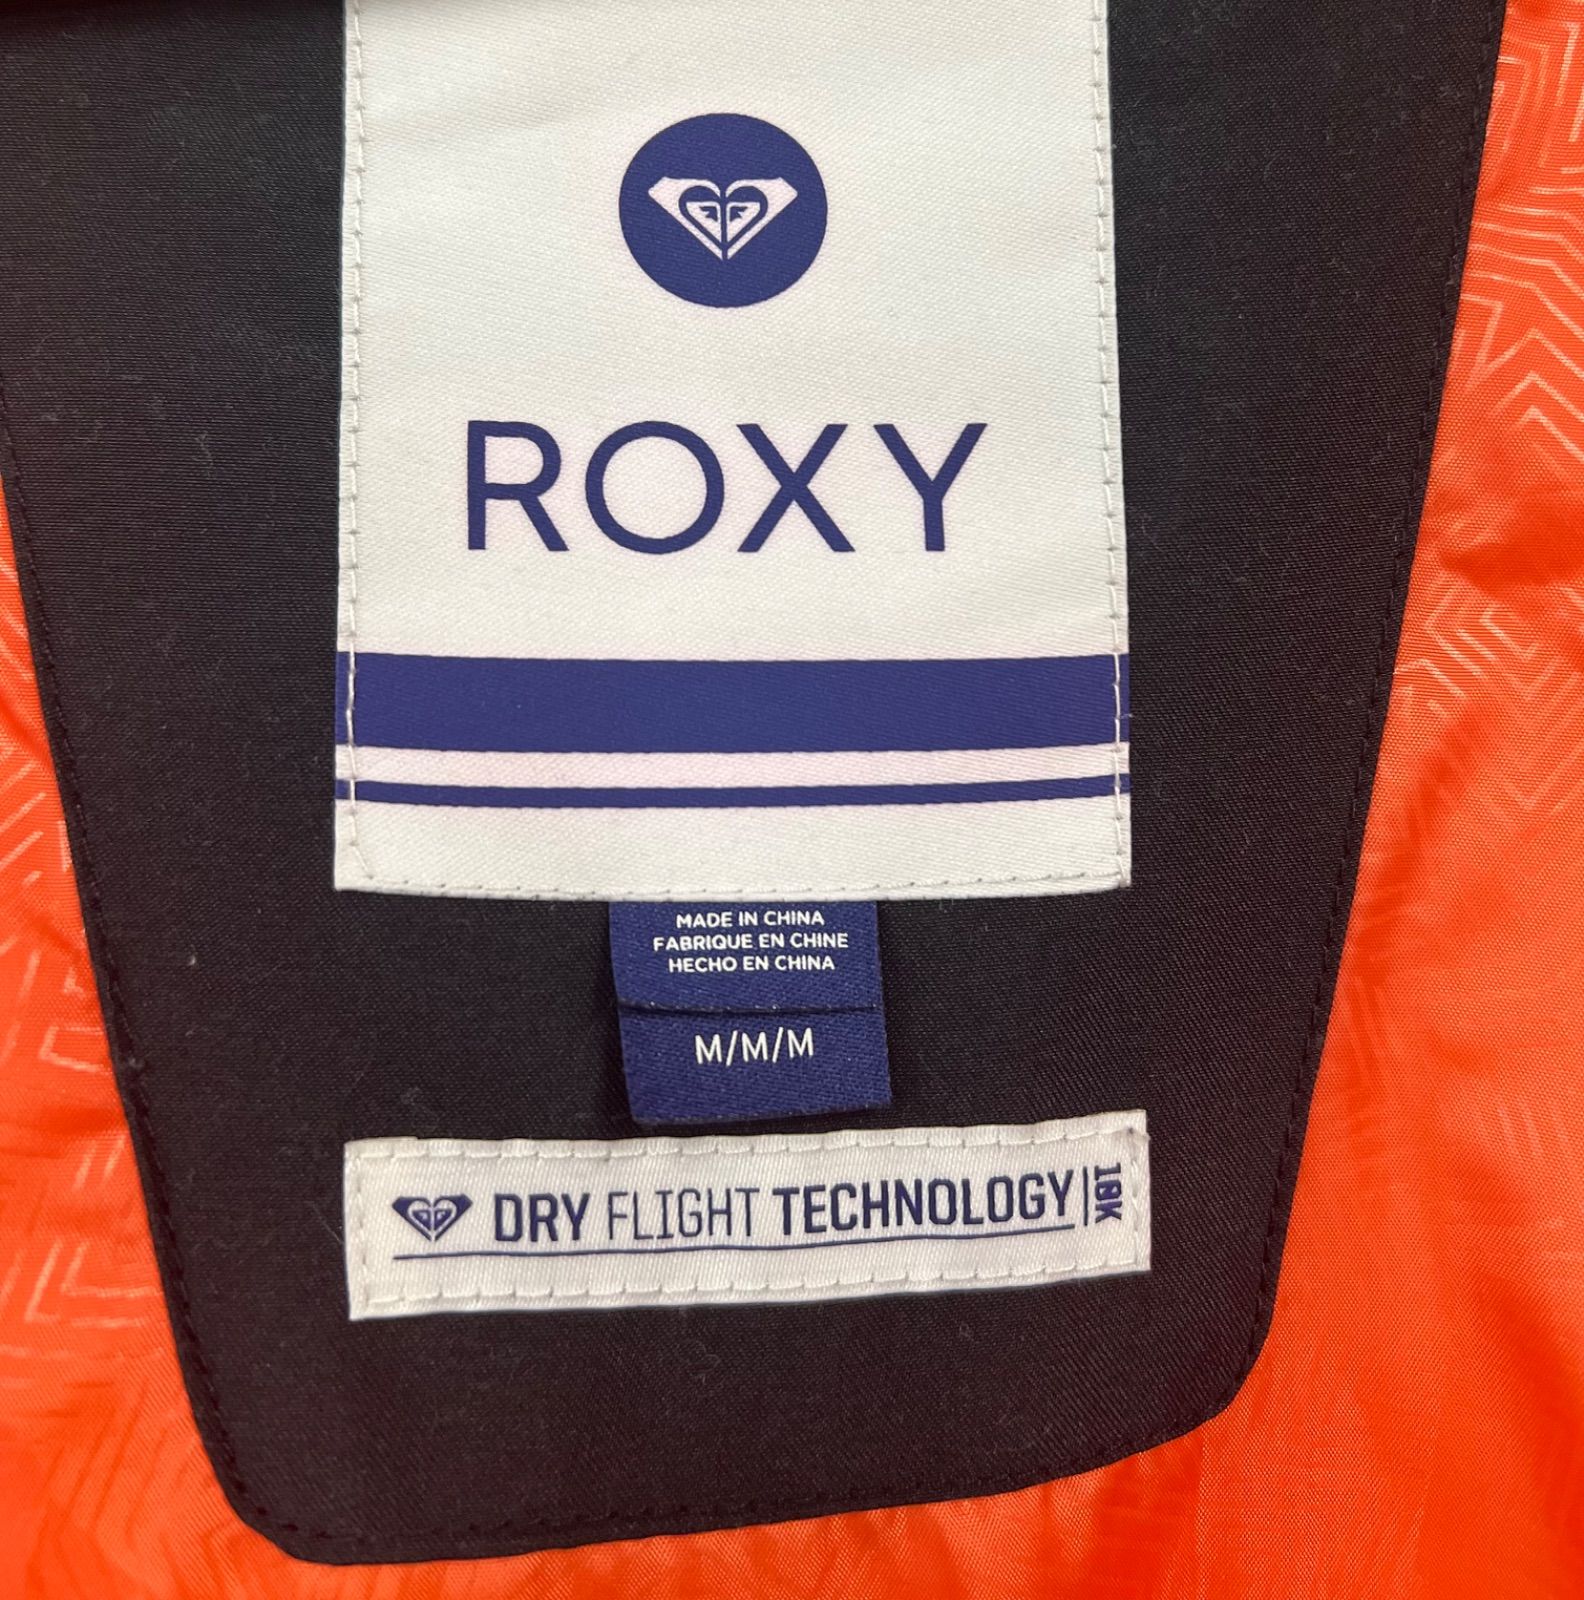 ROXY
MADE IN CHINA
FABRIQUE EN CHINE
HECHO EN CHINA
M/M/M
DRY FLIGHT TECHNOLOGY 10K